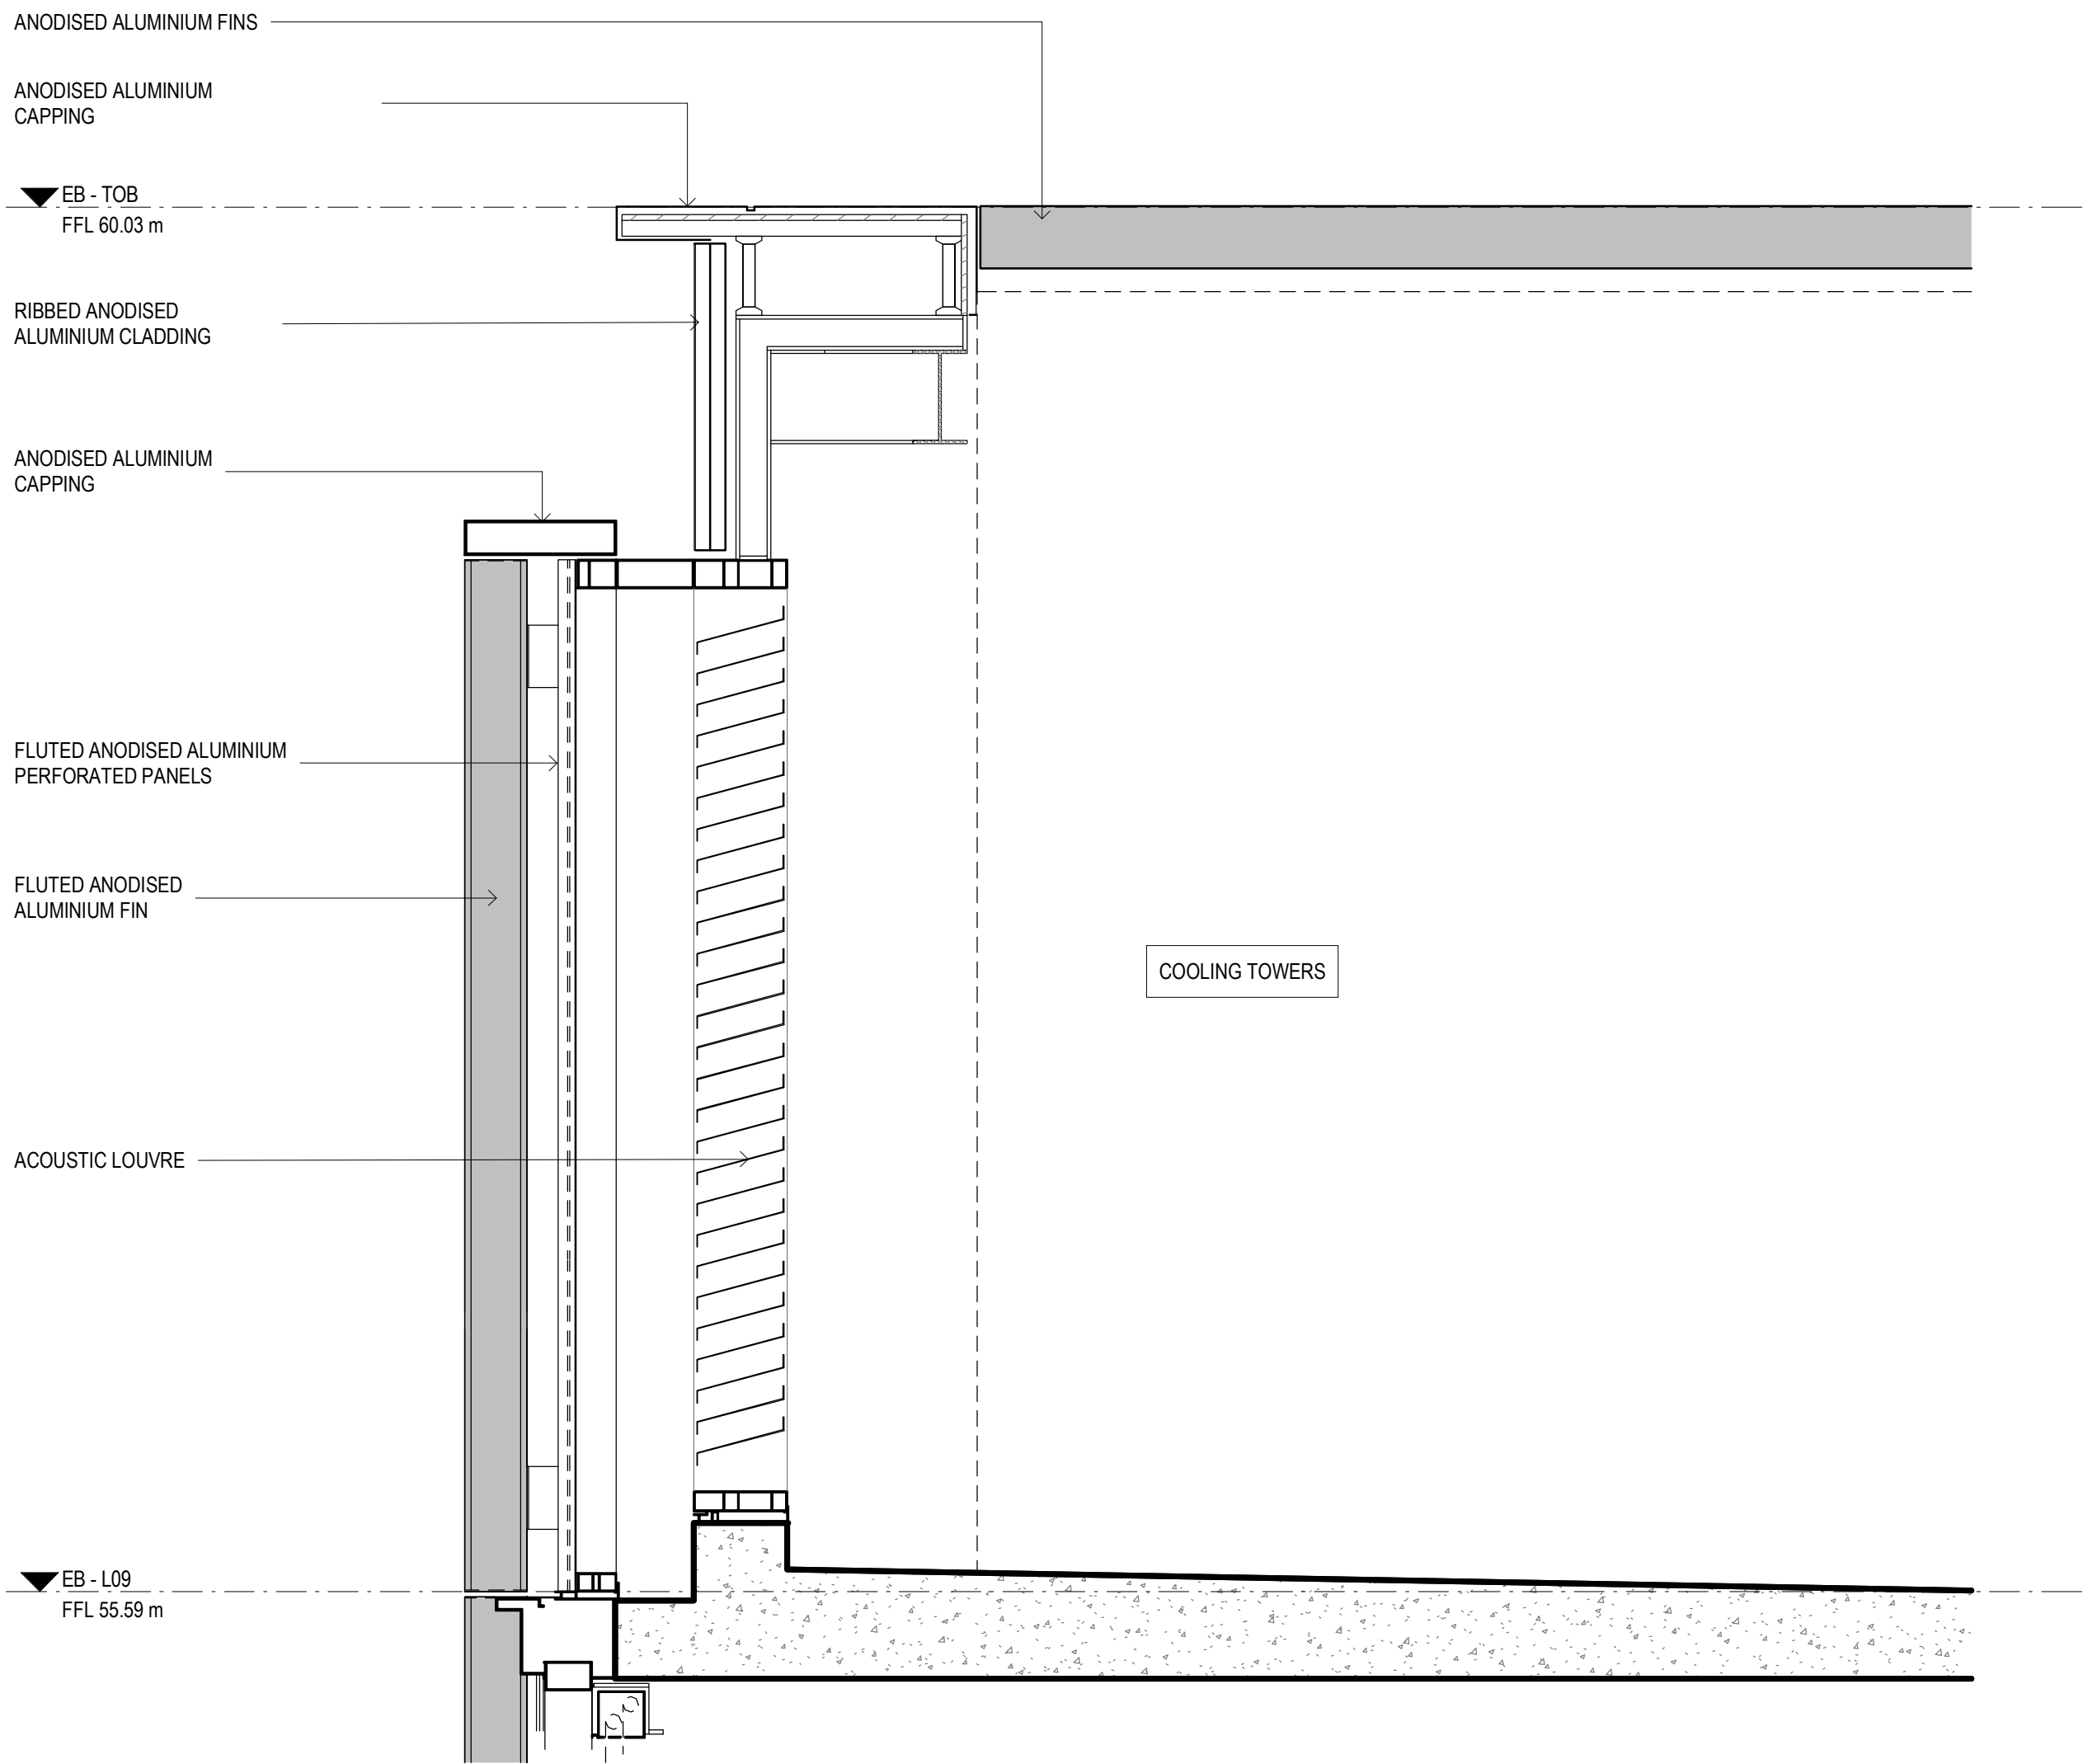 ANODISED ALUMINIUM FINS
ANODISED ALUMINIUM
CAPPING
EB - TOB
FFL 60.03 m
RIBBED ANODISED
ALUMINIUM CLADDING
ANODISED ALUMINIUM
CAPPING
FLUTED ANODISED ALUMINIUM
PERFORATED PANELS
FLUTED ANODISED
ALUMINIUM FIN
COOLING TOWERS
ACOUSTIC LOUVRE
EB - L09
FFL 55.59 m